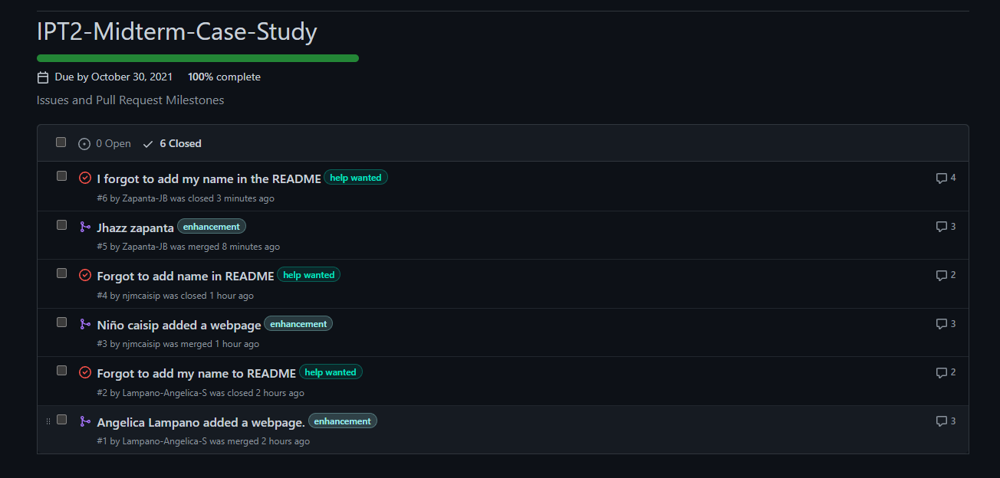 IPT2-Midterm-Case-Study
Due by October 30, 2021 100% complete
Issues and Pull Request Milestones
0 Open 6 Closed
I forgot to add my name in the README help wanted 4
#6 by Zapanta-JB was closed 3 minutes ago
Jhazz zapanta enhancement 3
#5 by Zapanta-JB was merged 8 minutes ago
Forgot to add name in README help wanted 2
#4 by njmcaisip was closed 1 hour ago
Niño caisip added a webpage enhancement 3
#3 by njmcaisip was merged 1 hour ago
Forgot to add my name to README help wanted 2
#2 by Lampano-Angelica-S was closed 2 hours ago
Angelica Lampano added a webpage. enhancement 3
#1 by Lampano-Angelica-S was merged 2 hours ago